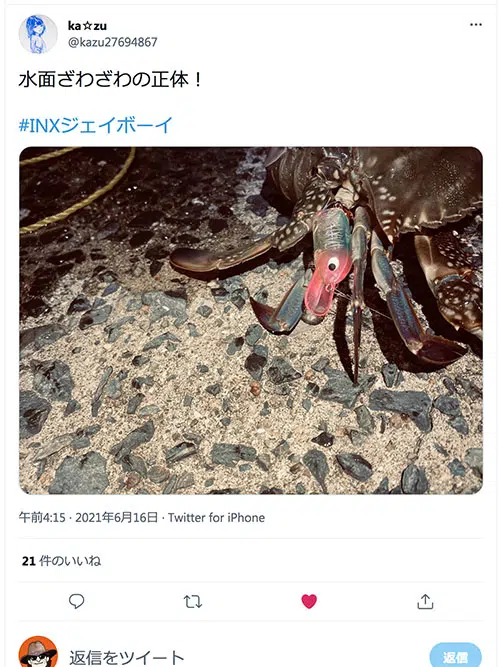 ka☆zu
@kazu27694867
水面ざわざわの正体！
#INXジェイボーイ
午前4:15 · 2021年6月16日 · Twitter for iPhone
21 件のいいね
返信をツイート
返信